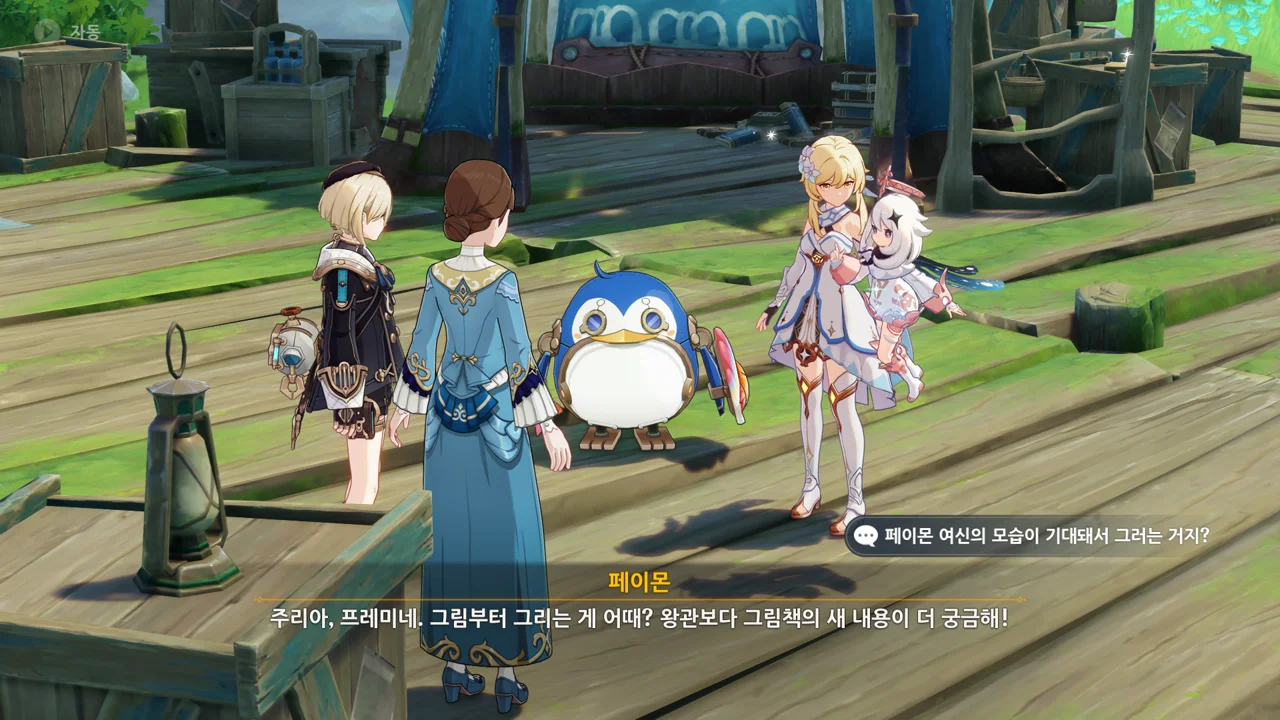 자동
페이몬 여신의 모습이 기대돼서 그러는 거지?
페이몬
주리아, 프레미네. 그림부터 그리는 게 어때? 왕관보다 그림책의 새 내용이 더 궁금해!